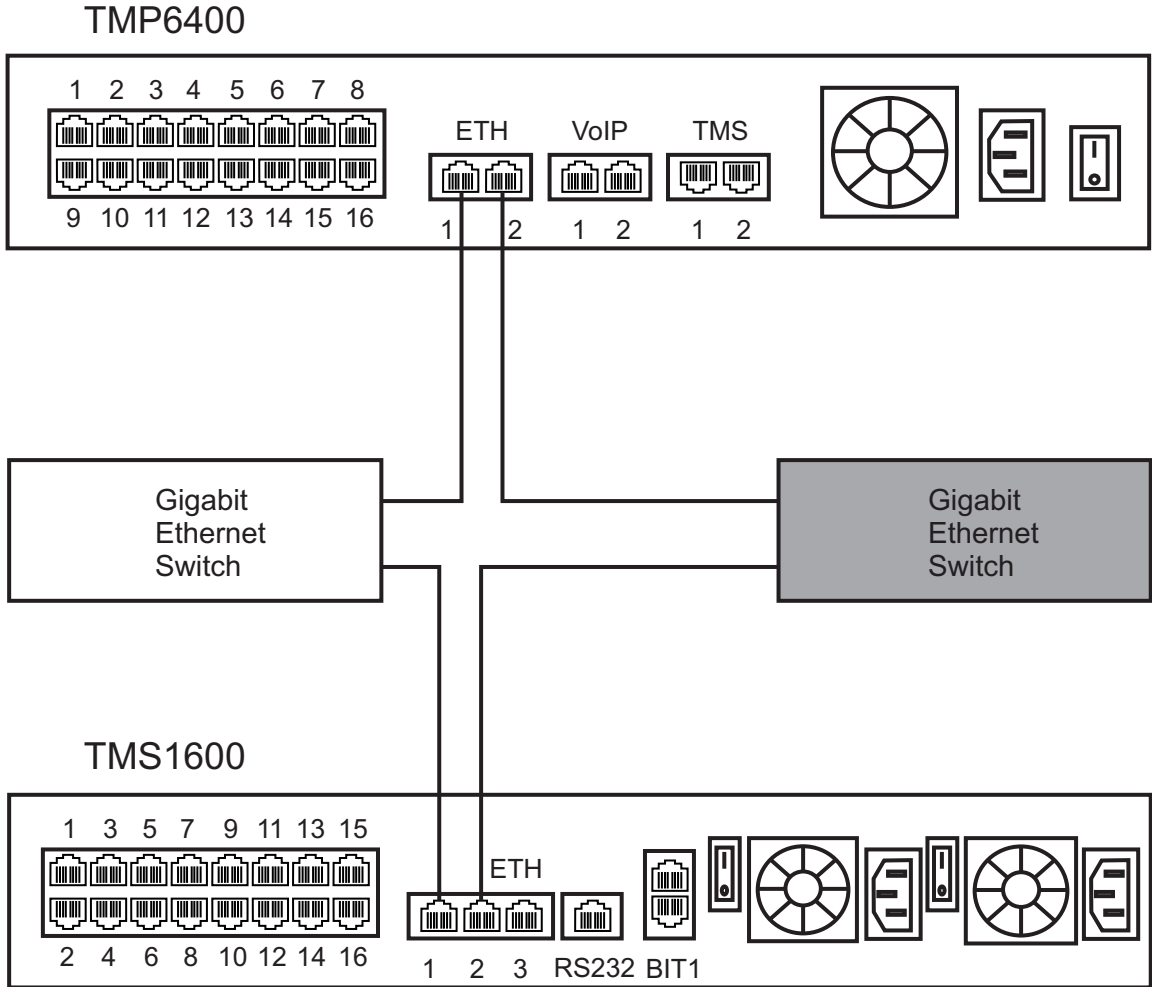 TMP6400
1 2 3 4 5 6 7 8
ETH VoIP TMS
9 10 11 12 13 14 15 16
1 2 1 2 1 2
Gigabit
Ethernet
Switch
Gigabit
Ethernet
Switch
TMS1600
1 3 5 7 9 11 13 15
ETH
2 4 6 8 10 12 14 16
1 2 3 RS232 BIT1